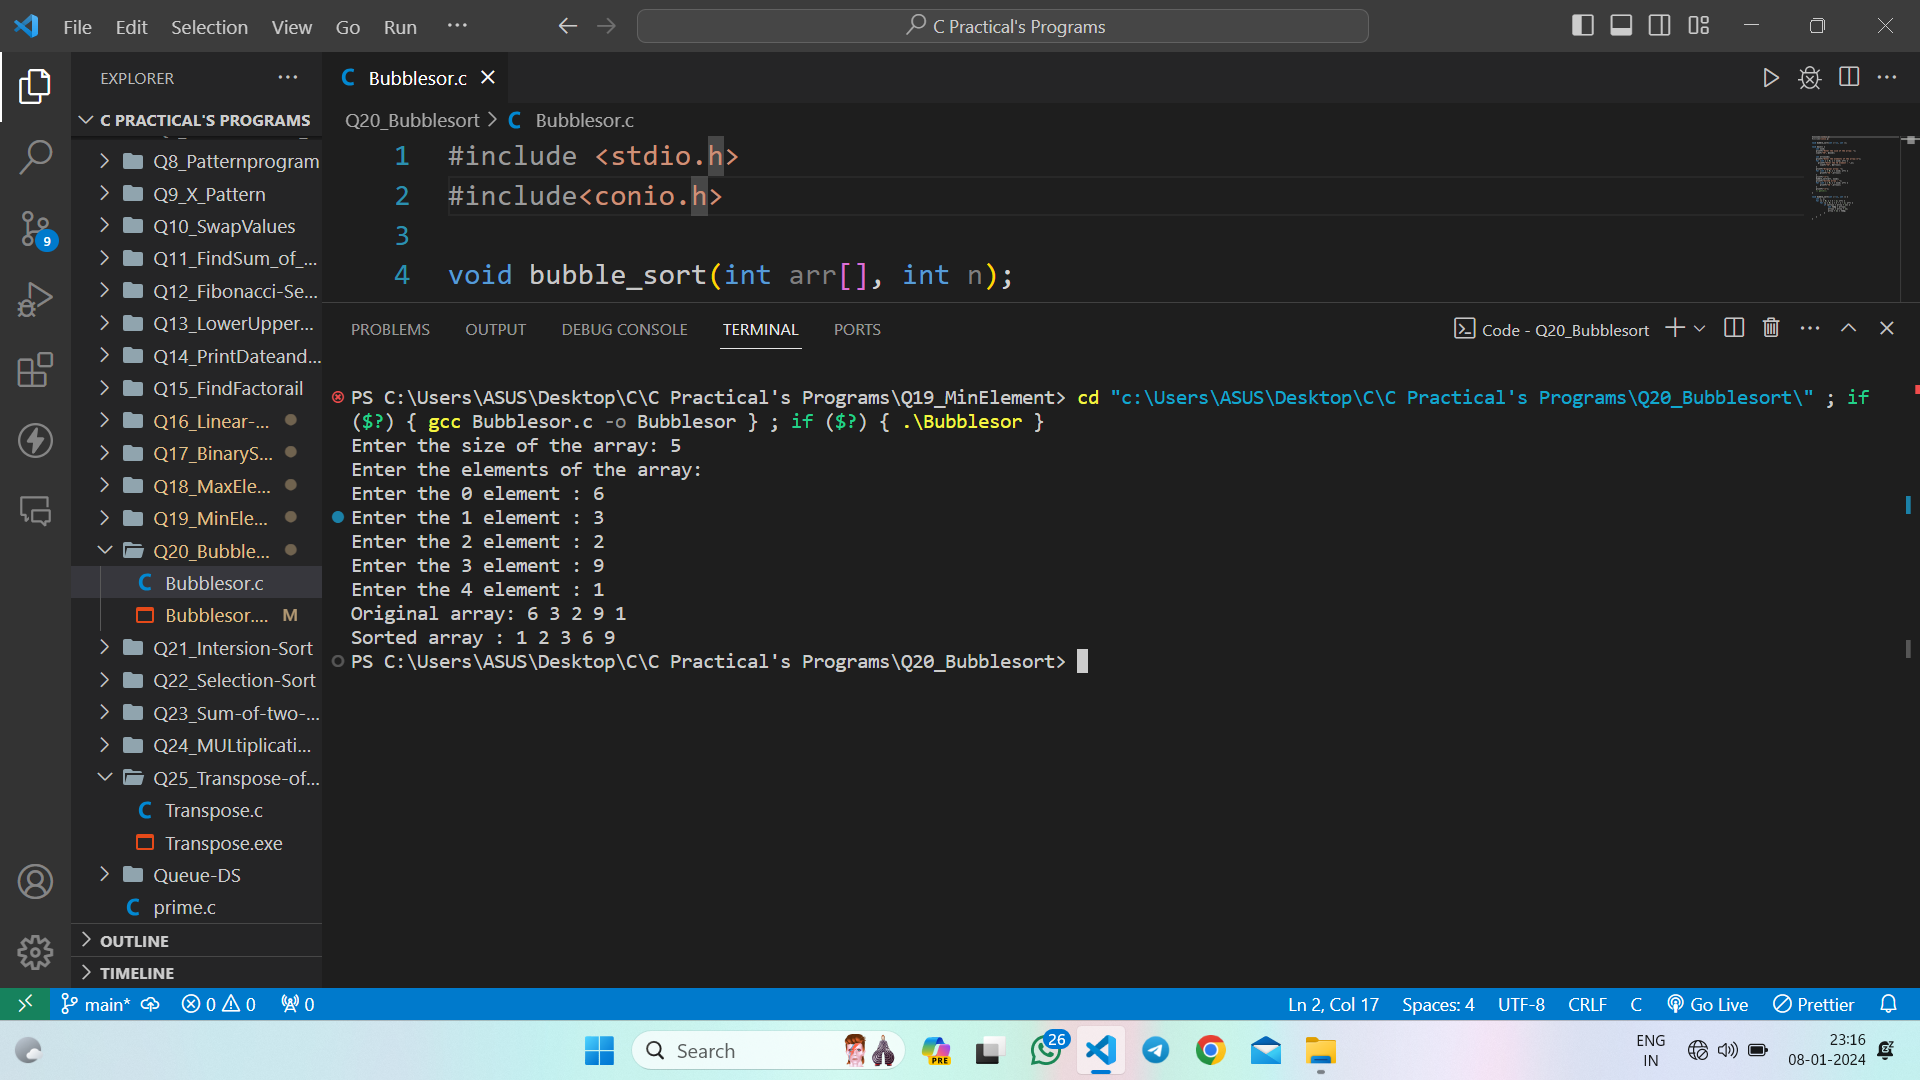 File Edit Selection View Go Run ···
C Practical's Programs
EXPLORER ···
C PRACTICAL'S PROGRAMS
Q8_Patternprogram
Q9_X_Pattern
Q10_SwapValues
Q11_FindSum_of_...
Q12_Fibonacci-Se...
Q13_LowerUpper...
Q14_PrintDateand...
Q15_FindFactorail
Q16_Linear-...
Q17_BinaryS...
Q18_MaxEle...
Q19_MinEle...
Q20_Bubble...
C Bubblesor.c
Bubblesor.... M
Q21_Intersion-Sort
Q22_Selection-Sort
Q23_Sum-of-two-...
Q24_MULtiplicati...
Q25_Transpose-of...
C Transpose.c
Transpose.exe
Queue-DS
C prime.c
OUTLINE
TIMELINE
9
C Bubblesor.c
Q20_Bubblesort > C Bubblesor.c
1 #include <stdio.h>
2 #include<conio.h>
3
4 void bubble_sort(int arr[], int n);
PROBLEMS OUTPUT DEBUG CONSOLE TERMINAL PORTS
Code - Q20_Bubblesort
PS C:\Users\ASUS\Desktop\C\C Practical's Programs\Q19_MinElement> cd "c:\Users\ASUS\Desktop\C\C Practical's Programs\Q20_Bubblesort\" ; if
($?) { gcc Bubblesor.c -o Bubblesor } ; if ($?) { .\Bubblesor }
Enter the size of the array: 5
Enter the elements of the array:
Enter the 0 element : 6
Enter the 1 element : 3
Enter the 2 element : 2
Enter the 3 element : 9
Enter the 4 element : 1
Original array: 6 3 2 9 1
Sorted array : 1 2 3 6 9
PS C:\Users\ASUS\Desktop\C\C Practical's Programs\Q20_Bubblesort>
main* 0 0 0
Ln 2, Col 17 Spaces: 4 UTF-8 CRLF C Go Live Prettier
Search
PRE
26
ENG
IN
23:16
08-01-2024